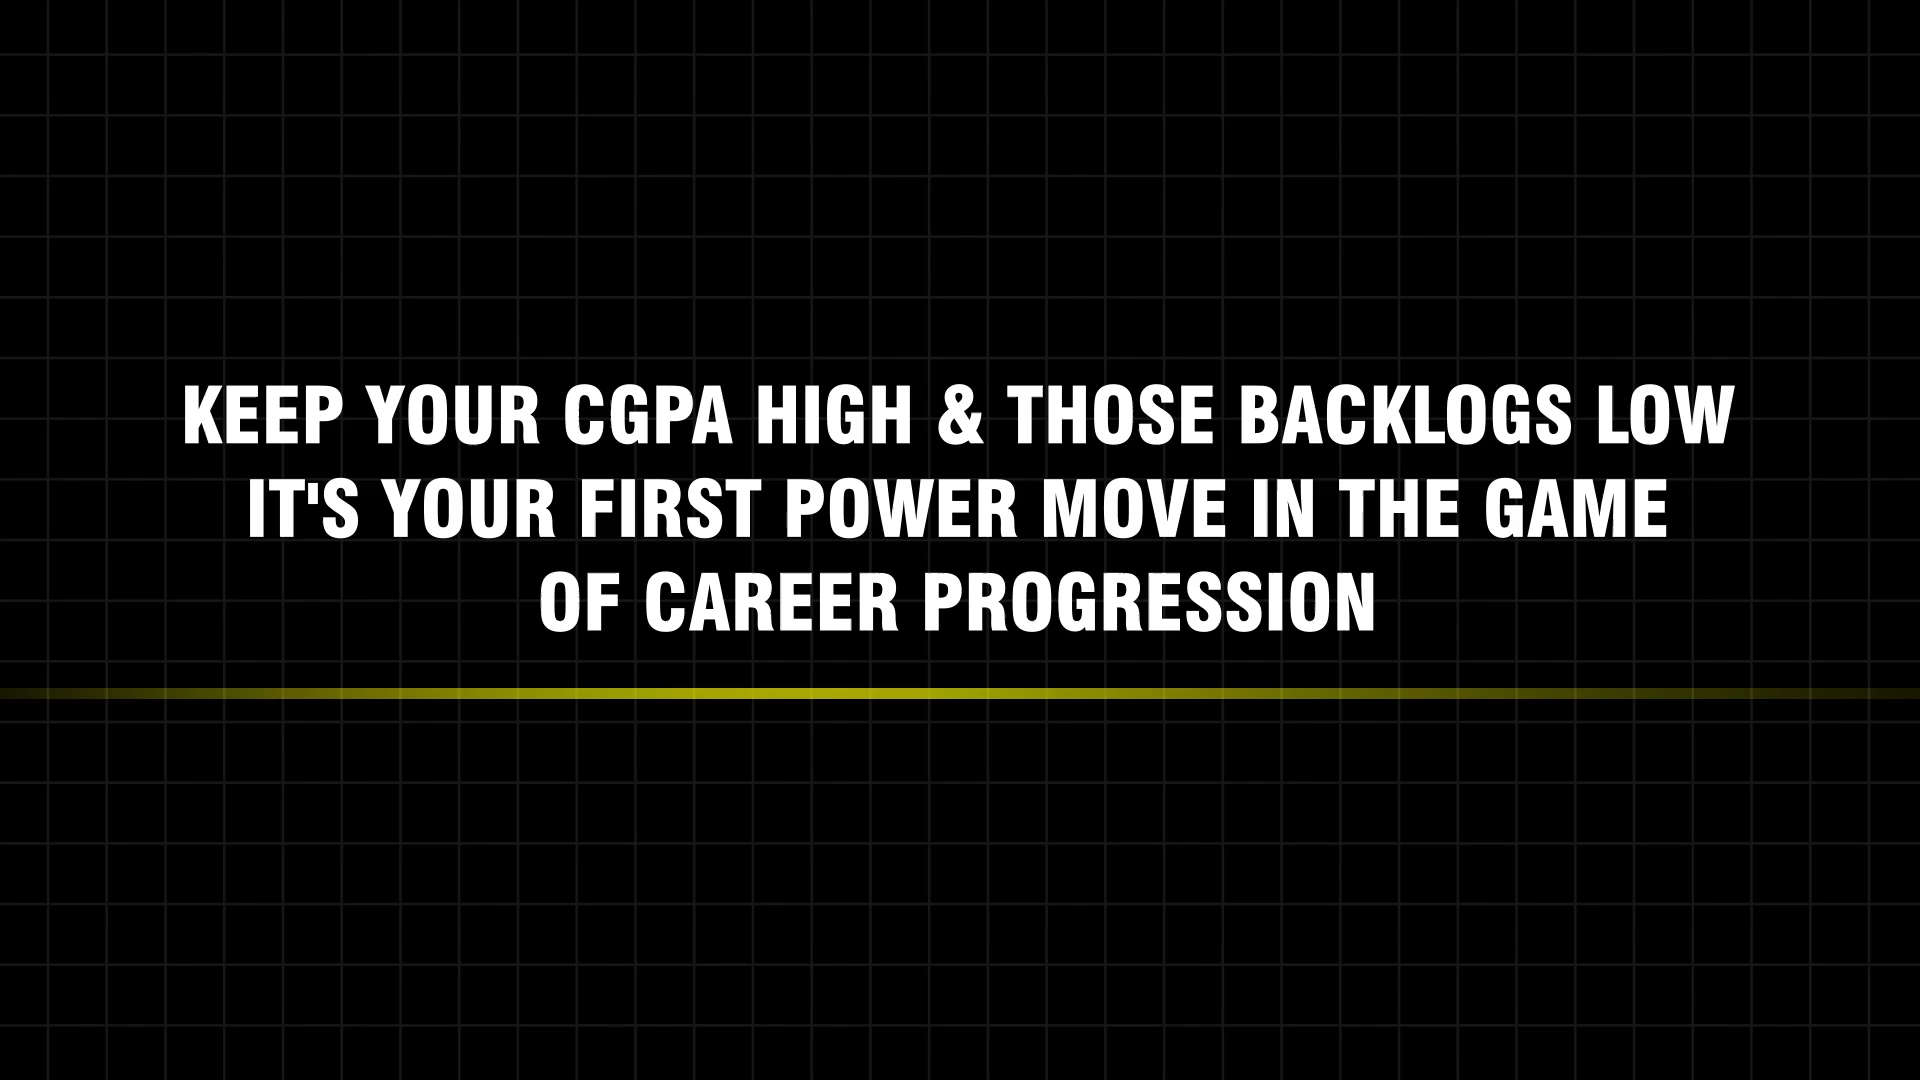 KEEP YOUR CGPA HIGH & THOSE BACKLOGS LOW
IT'S YOUR FIRST POWER MOVE IN THE GAME
OF CAREER PROGRESSION